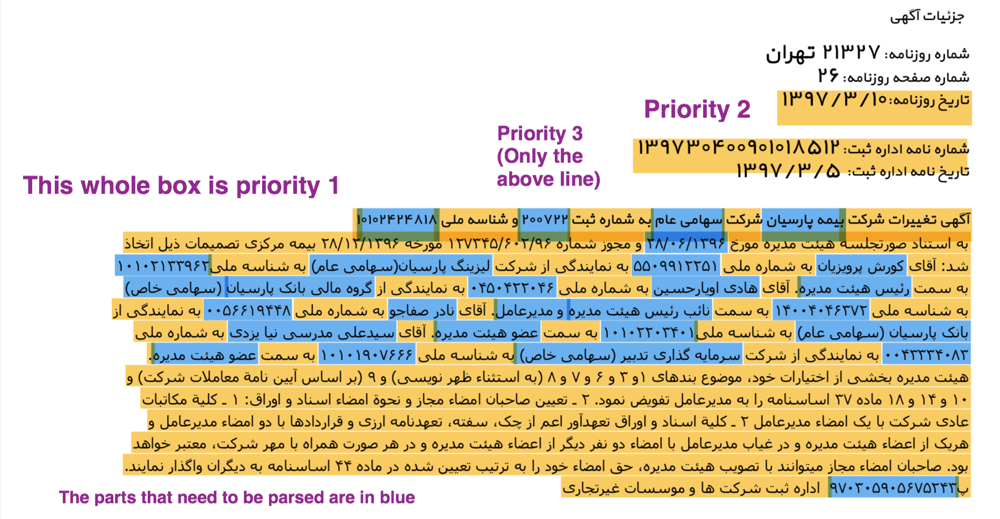 جزئیات آگهی
شماره روزنامه: ۲۱۳۲۷ تهران
شماره صفحه روزنامه: ۲۶
تاریخ روزنامه:۱۳۹۷/۳/۱۰
Priority 2
Priority 3
(Only the
above line)
شماره نامه اداره ثبت: ۱۳۹۷۳۰۴۰۰۹۰۱۰۱۸۵۱۲
تاریخ نامه اداره ثبت: ۱۳۹۷/۳/۵
This whole box is priority 1
آگهی تغییرات شرکت بیمه پارسیان شرکت سهامی عام به شماره ثبت ۲۰۰۷۲۲ و شناسه ملی ۱۰۱۰۲۴۲۴۸۱۸
به استناد صورتجلسه هیئت مدیره مورخ ۲۸/۰۶/۱۳۹۶ و مجوز شماره ۱۲۷۳۴۵/۶۰۲/۹۶ مورخه ۲۸/۱۲/۱۳۹۶ بیمه مرکزی تصمیمات ذیل اتخاذ
شد: آقای کورش پرویزیان به شماره ملی ۵۵۰۹۹۱۲۲۵۱ به نمایندگی از شرکت لیزینگ پارسیان(سهامی عام) به شناسه ملی۱۰۱۰۲۱۳۳۹۶۲
به سمت رئیس هیئت مدیره. آقای هادی اویارحسین به شماره ملی ۰۴۵۰۴۲۲۰۴۶ به نمایندگی از گروه مالی بانک پارسیان (سهامی خاص)
به شناسه ملی ۱۴۰۰۴۰۴۶۳۷۲ به سمت نائب رئیس هیئت مدیره و مدیرعامل. آقای نادر صفاجو به شماره ملی ۰۰۵۶۶۱۹۴۴۸ به نمایندگی از
بانک پارسیان (سهامی عام) به شناسه ملی۱۰۱۰۲۲۰۳۴۰۱ به سمت عضو هیئت مدیره. آقای سیدعلی مدرسی نیا یزدی به شماره ملی
۰۰۴۳۳۳۴۰۸۳ به نمایندگی از شرکت سرمایه گذاری تدبیر (سهامی خاص) به شناسه ملی ۱۰۱۰۱۹۰۷۶۶۶ به سمت عضو هیئت مدیره.
هیئت مدیره بخشی از اختیارات خود، موضوع بندهای ۱و ۳ و ۶ و ۷ و ۸ (به استثناء ظهر نویسی) و ۹ (بر اساس آیین نامة معاملات شرکت) و
۱۰ و ۱۴ و ۱۸ ماده ۳۷ اساسنامه را به مدیرعامل تفویض نمود. ۲ ـ تعیین صاحبان امضاء مجاز و نحوة امضاء اسناد و اوراق: ۱ ـ کلیة مکاتبات
عادی شرکت با یک امضاء مدیرعامل ۲ ـ کلیة اسناد و اوراق تعهدآور اعم از چک، سفته، تعهدنامه ارزی و قراردادها با دو امضاء مدیرعامل و
هریک از اعضاء هیئت مدیره و در غیاب مدیرعامل با امضاء دو نفر دیگر از اعضاء هیئت مدیره و در هر صورت همراه با مهر شرکت، معتبر خواهد
بود. صاحبان امضاء مجاز میتوانند با تصویب هیئت مدیره، حق امضاء خود را به ترتیب تعیین شده در ماده ۴۴ اساسنامه به دیگران واگذار نمایند.
پ۹۷۰۳۰۵۹۰۵۶۷۵۲۴۳ اداره ثبت شرکت ها و موسسات غیرتجاری
The parts that need to be parsed are in blue